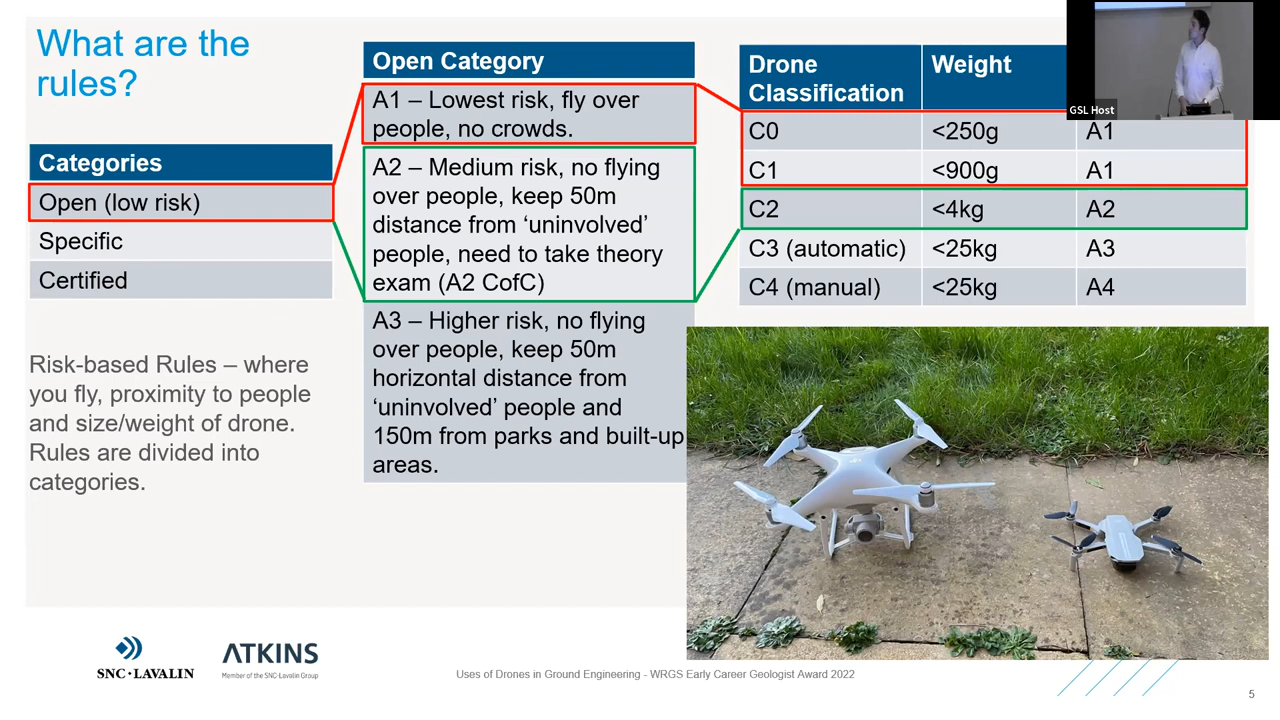 What are the
rules?
Categories
Open (low risk)
Specific
Certified
Risk-based Rules – where
you fly, proximity to people
and size/weight of drone.
Rules are divided into
categories.
Open Category
A1 – Lowest risk, fly over
people, no crowds.
A2 – Medium risk, no flying
over people, keep 50m
distance from ‘uninvolved’
people, need to take theory
exam (A2 CofC)
A3 – Higher risk, no flying
over people, keep 50m
horizontal distance from
‘uninvolved’ people and
150m from parks and built-up
areas.
Drone Weight
Classification
C0 <250g A1
C1 <900g A1
C2 <4kg A2
C3 (automatic) <25kg A3
C4 (manual) <25kg A4
GSL Host
SNC·LAVALIN
ATKINS
Member of the SNC-Lavalin Group
Uses of Drones in Ground Engineering - WRGS Early Career Geologist Award 2022
5